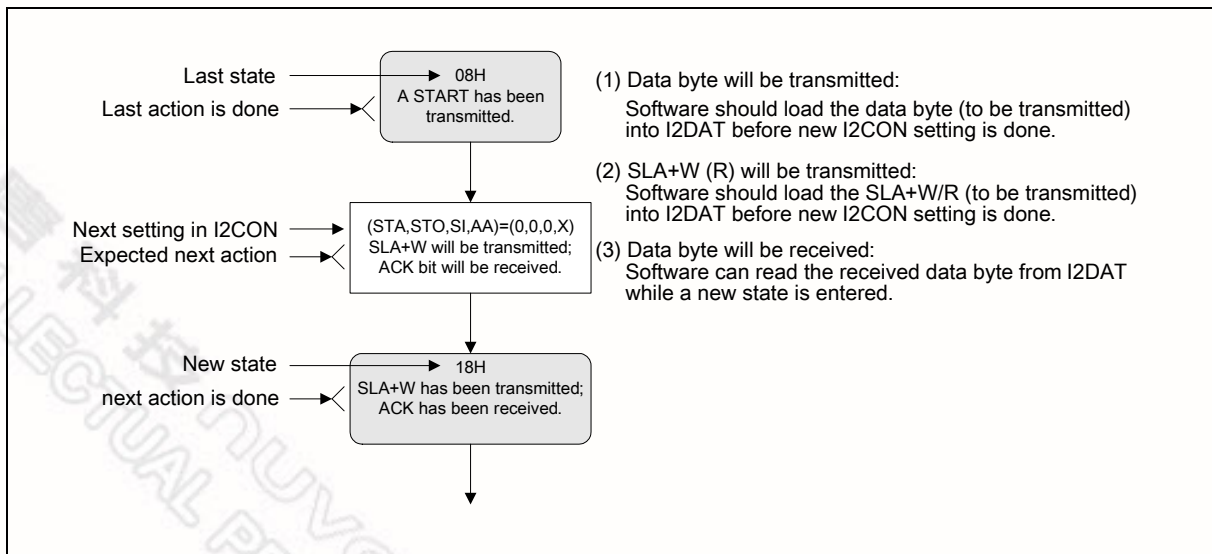 Last state
Last action is done
08H
A START has been
transmitted.
Next setting in I2CON
Expected next action
(STA,STO,SI,AA)=(0,0,0,X)
SLA+W will be transmitted;
ACK bit will be received.
New state
next action is done
18H
SLA+W has been transmitted;
ACK has been received.
(1) Data byte will be transmitted:
Software should load the data byte (to be transmitted)
into I2DAT before new I2CON setting is done.
(2) SLA+W (R) will be transmitted:
Software should load the SLA+W/R (to be transmitted)
into I2DAT before new I2CON setting is done.
(3) Data byte will be received:
Software can read the received data byte from I2DAT
while a new state is entered.
科技